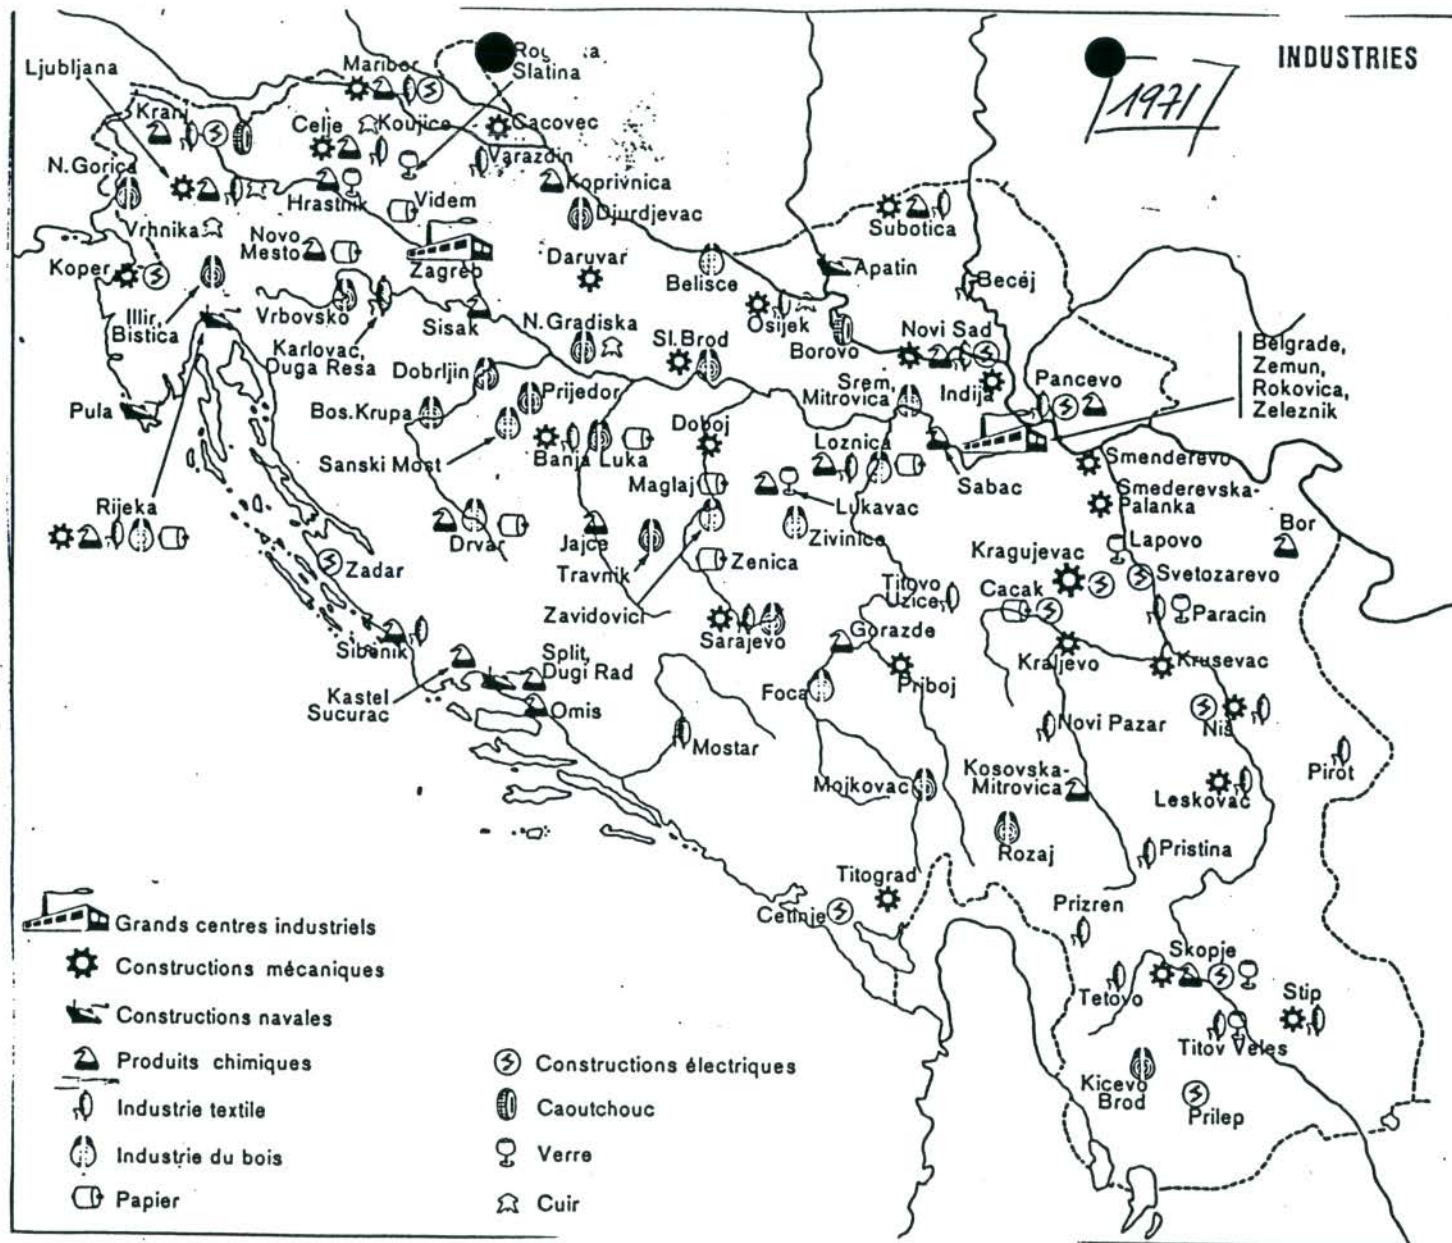 INDUSTRIES
1971
Ljubljana
Maribor
Slatina
Kranj
Celje
Koujice
Cacovec
N.Gorica
Varazdin
Koprivnica
Hrastnik
Videm
Djurdjevac
Vrhnika
Novo
Mesto
Subotica
Koper
Zagreb
Daruvar
Belisce
Apatin
Becéj
Illir,
Bistica
Vrbovsko
Sisak
N.Gradiska
Osijek
Borovo
Novi Sad
Karlovac,
Duga Resa
Sl.Brod
Belgrade,
Zemun,
Rokovica,
Zeleznik
Dobrljin
Prijedor
Srem,
Mitrovica
Indija
Pancevo
Pula
Bos.Krupa
Doboj
Loznica
Sanski Most
Banja Luka
Smenderevo
Maglaj
Lukavac
Sabac
Smederevska-
Palanka
Rijeka
Bor
Drvar
Jajce
Zivinice
Lapovo
Zadar
Travnik
Zenica
Kragujevac
Svetozarevo
Titovo
Uzice
Cacak
Zavidovici
Paracin
Sibenik
Sarajevo
Gorazde
Kraljevo
Krusevac
Split,
Dugi Rad
Kastel
Sucurac
Foca
Priboj
Omis
Novi Pazar
Nis
Mostar
Pirot
Mojkovac
Kosovska-
Mitrovica
Leskovac
Rozaj
Pristina
Titograd
Cetinje
Prizren
Skopje
Tetovo
Stip
Titov Veles
Kicevo
Brod
Prilep
Grands centres industriels
Constructions mécaniques
Constructions navales
Produits chimiques
Industrie textile
Industrie du bois
Papier
Constructions électriques
Caoutchouc
Verre
Cuir